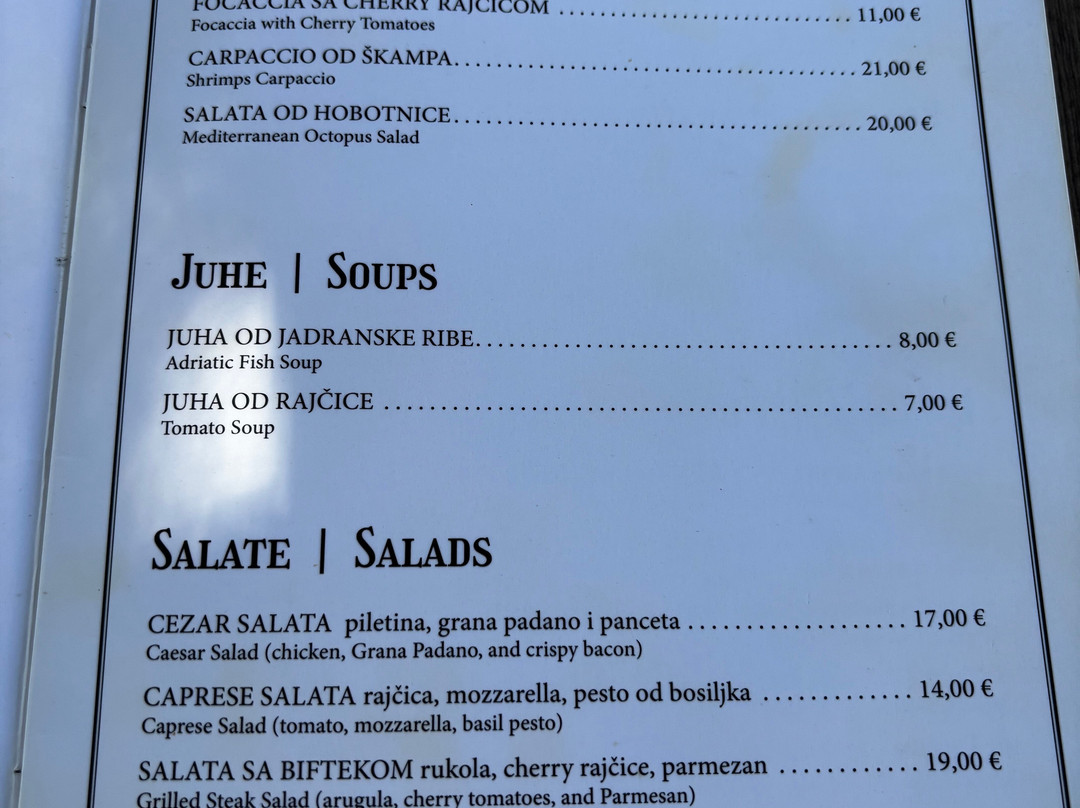 FOCACCIA SA CHERRY RAJČICOM ............................... 11,00 €
Focaccia with Cherry Tomatoes
CARPACCIO OD ŠKAMPA.......................................... 21,00 €
Shrimps Carpaccio
SALATA OD HOBOTNICE.......................................... 20,00 €
Mediterranean Octopus Salad
JUHE | SOUPS
JUHA OD JADRANSKE RIBE....................................... 8,00 €
Adriatic Fish Soup
JUHA OD RAJČICE ................................................ 7,00 €
Tomato Soup
SALATE | SALADS
CEZAR SALATA piletina, grana padano i panceta ................... 17,00 €
Caesar Salad (chicken, Grana Padano, and crispy bacon)
CAPRESE SALATA rajčica, mozzarella, pesto od bosiljka ............. 14,00 €
Caprese Salad (tomato, mozzarella, basil pesto)
SALATA SA BIFTEKOM rukola, cherry rajčice, parmezan ............ 19,00 €
Grilled Steak Salad (arugula, cherry tomatoes, and Parmesan)